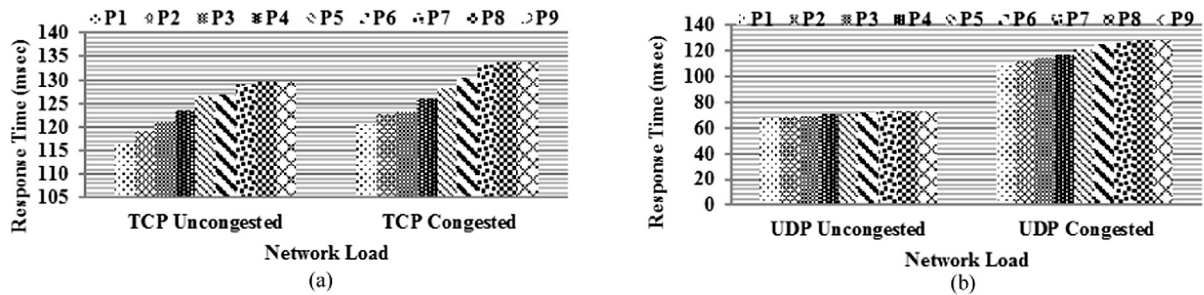 P1 P2 P3 P4 P5 P6 P7 P8 P9
Response Time (msec)
140
135
130
125
120
115
110
105
TCP Uncongested TCP Congested
Network Load
(a)
P1 P2 P3 P4 P5 P6 P7 P8 P9
Response Time (msec)
140
120
100
80
60
40
20
0
UDP Uncongested UDP Congested
Network Load
(b)